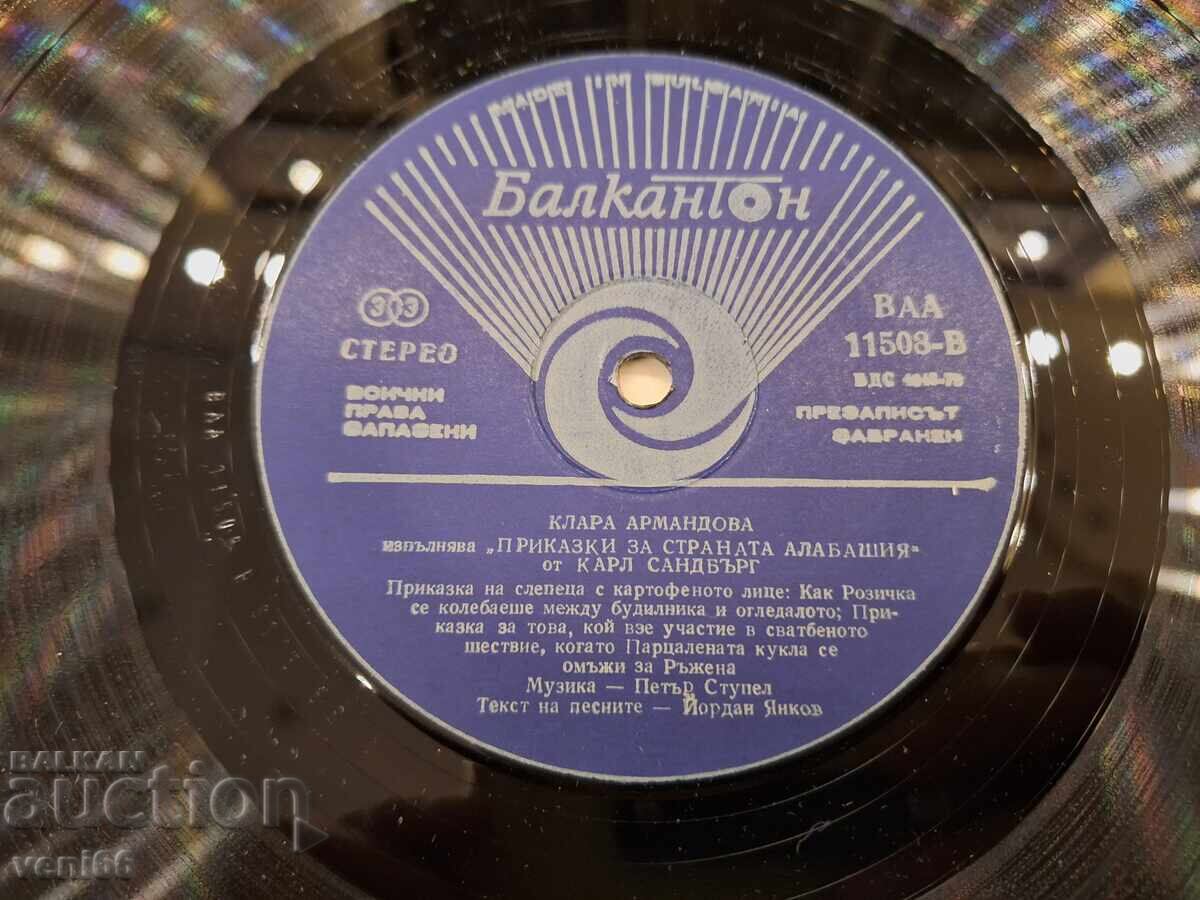 MADE IN BULGARIA
Балкантон
33
СТЕРЕО
ВСИЧНИ
ПРАВА
ЗАПАЗЕНИ
ВАА
11508-В
БДС
ПРЕЗАПИСЪТ
ЗАБРАНЕН
КЛАРА АРМАНДОВА
изпълнява „ПРИКАЗКИ ЗА СТРАНАТА АЛАБАШИЯ“
от КАРЛ САНДБЪРГ
Приказка на слепеца с картофеното лице: Как Розичка
се колебаеше между будилника и огледалото; При-
казка за това, кой взе участие в сватбеното
шествие, когато Парцалената кукла се
омъжи за Ръжена
Музика — Петър Ступел
Текст на песните — Йордан Янков
BALKAN
auction
veni66